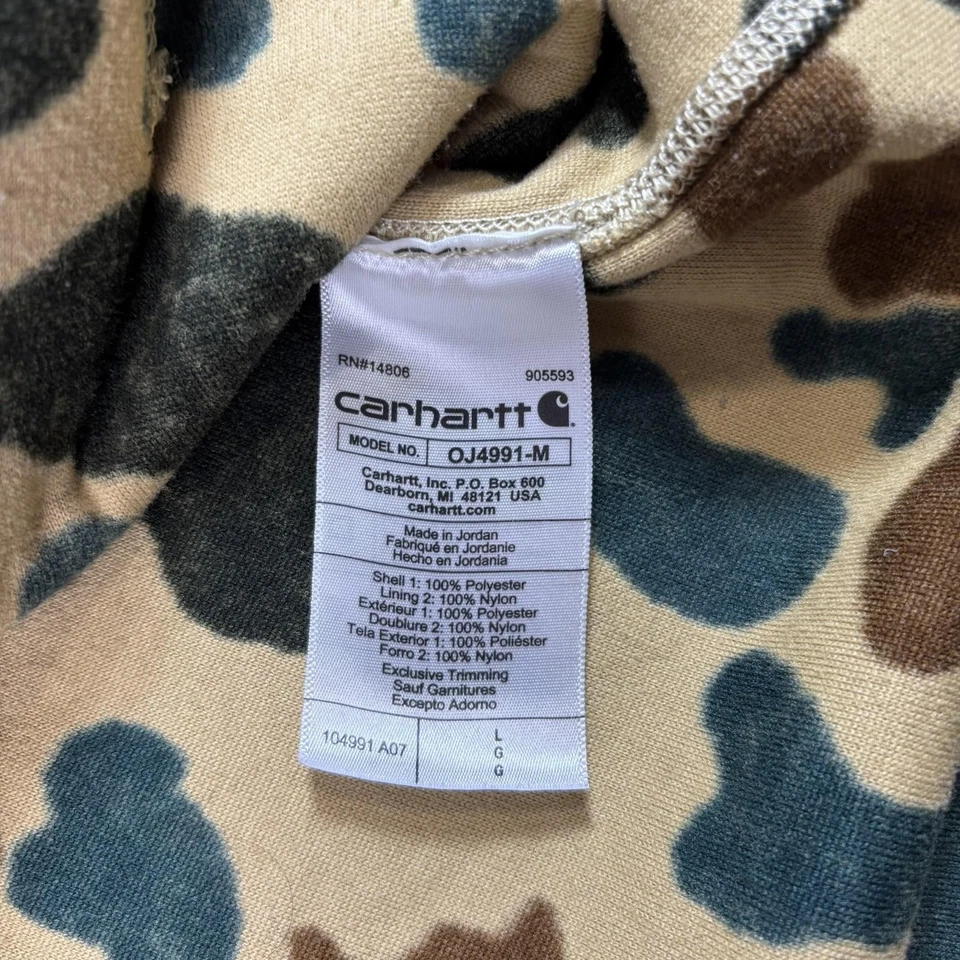 RN#14806 905593
carhartt
MODEL NO. OJ4991-M
Carhartt, Inc. P.O. Box 600
Dearborn, MI 48121 USA
carhartt.com
Made in Jordan
Fabriqué en Jordanie
Hecho en Jordania
Shell 1: 100% Polyester
Lining 2: 100% Nylon
Extérieur 1: 100% Polyester
Doublure 2: 100% Nylon
Tela Exterior 1: 100% Poliéster
Forro 2: 100% Nylon
Exclusive Trimming
Sauf Garnitures
Excepto Adorno
104991 A07
L
G
G